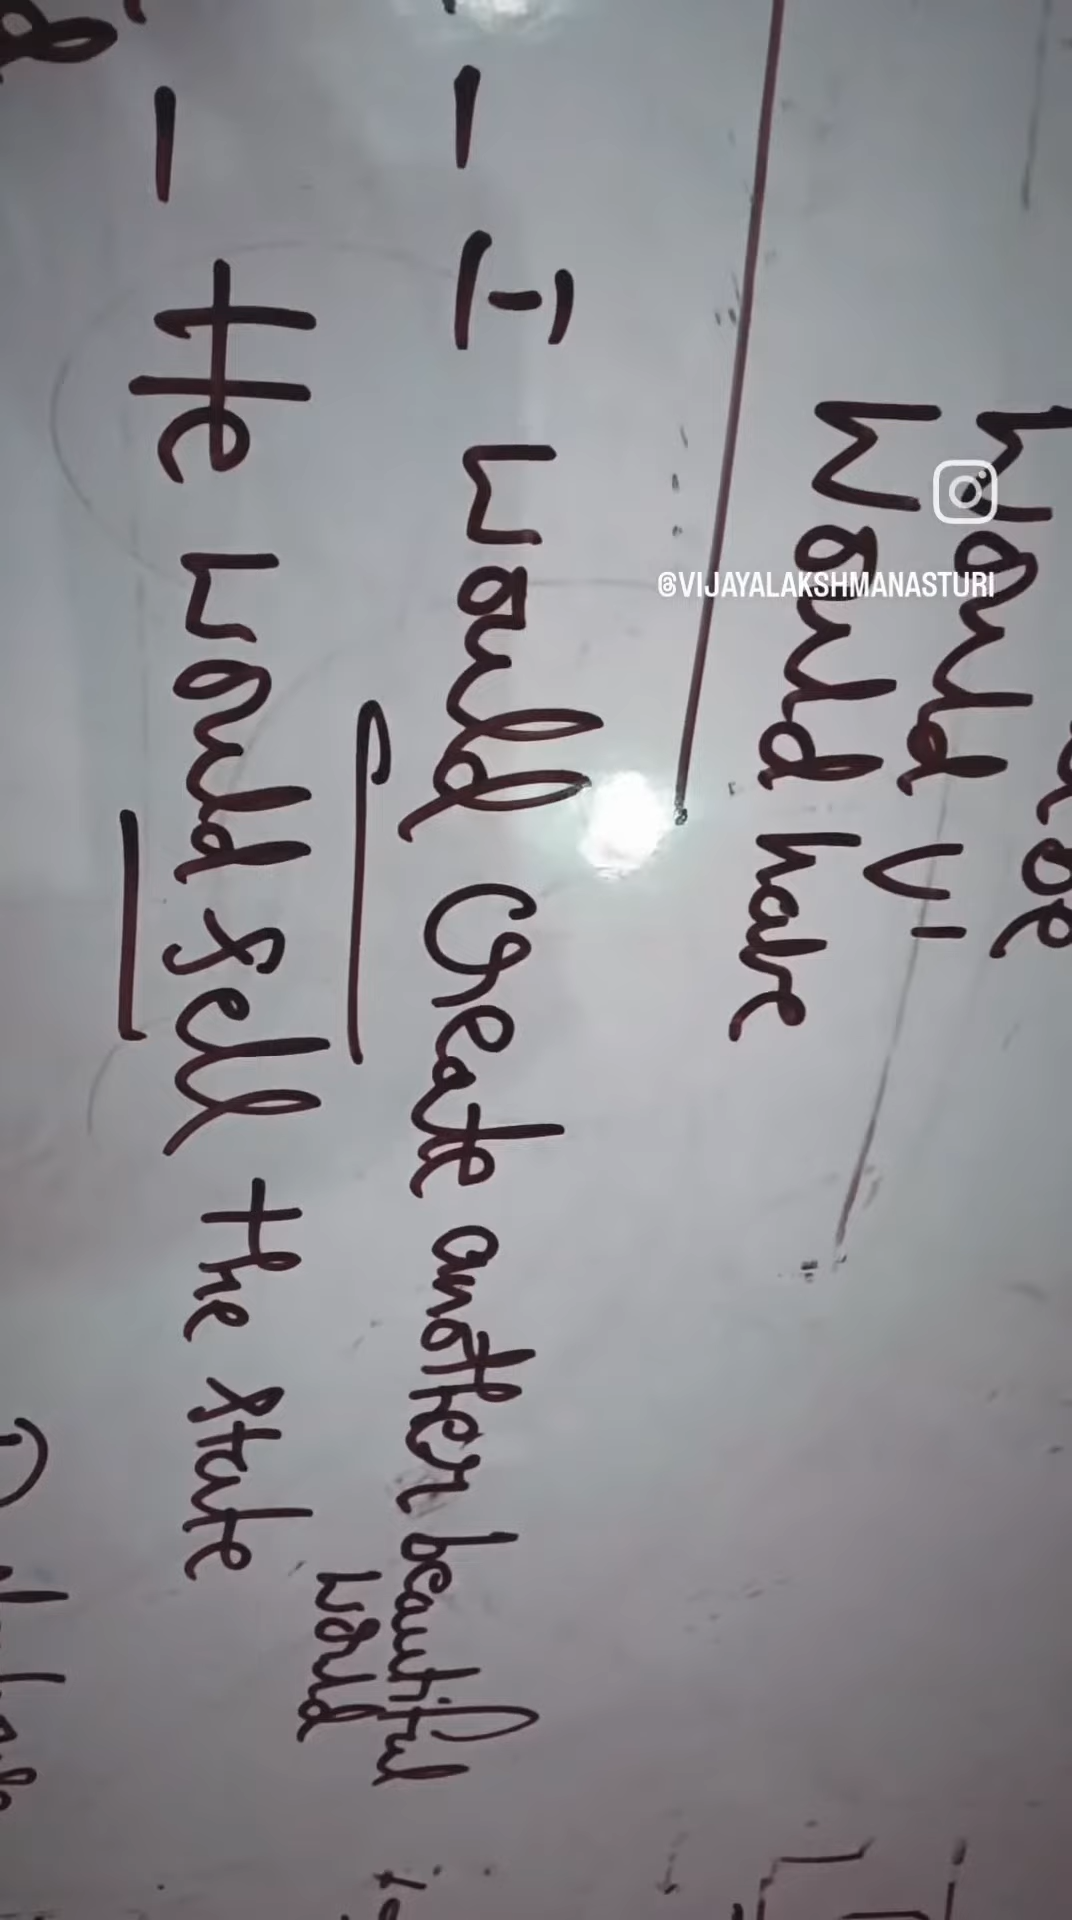 Would be
Would V1
Would have
- I would create another beautiful
world
- He would sell the state
@VIJAYALAKSHMANASTURI